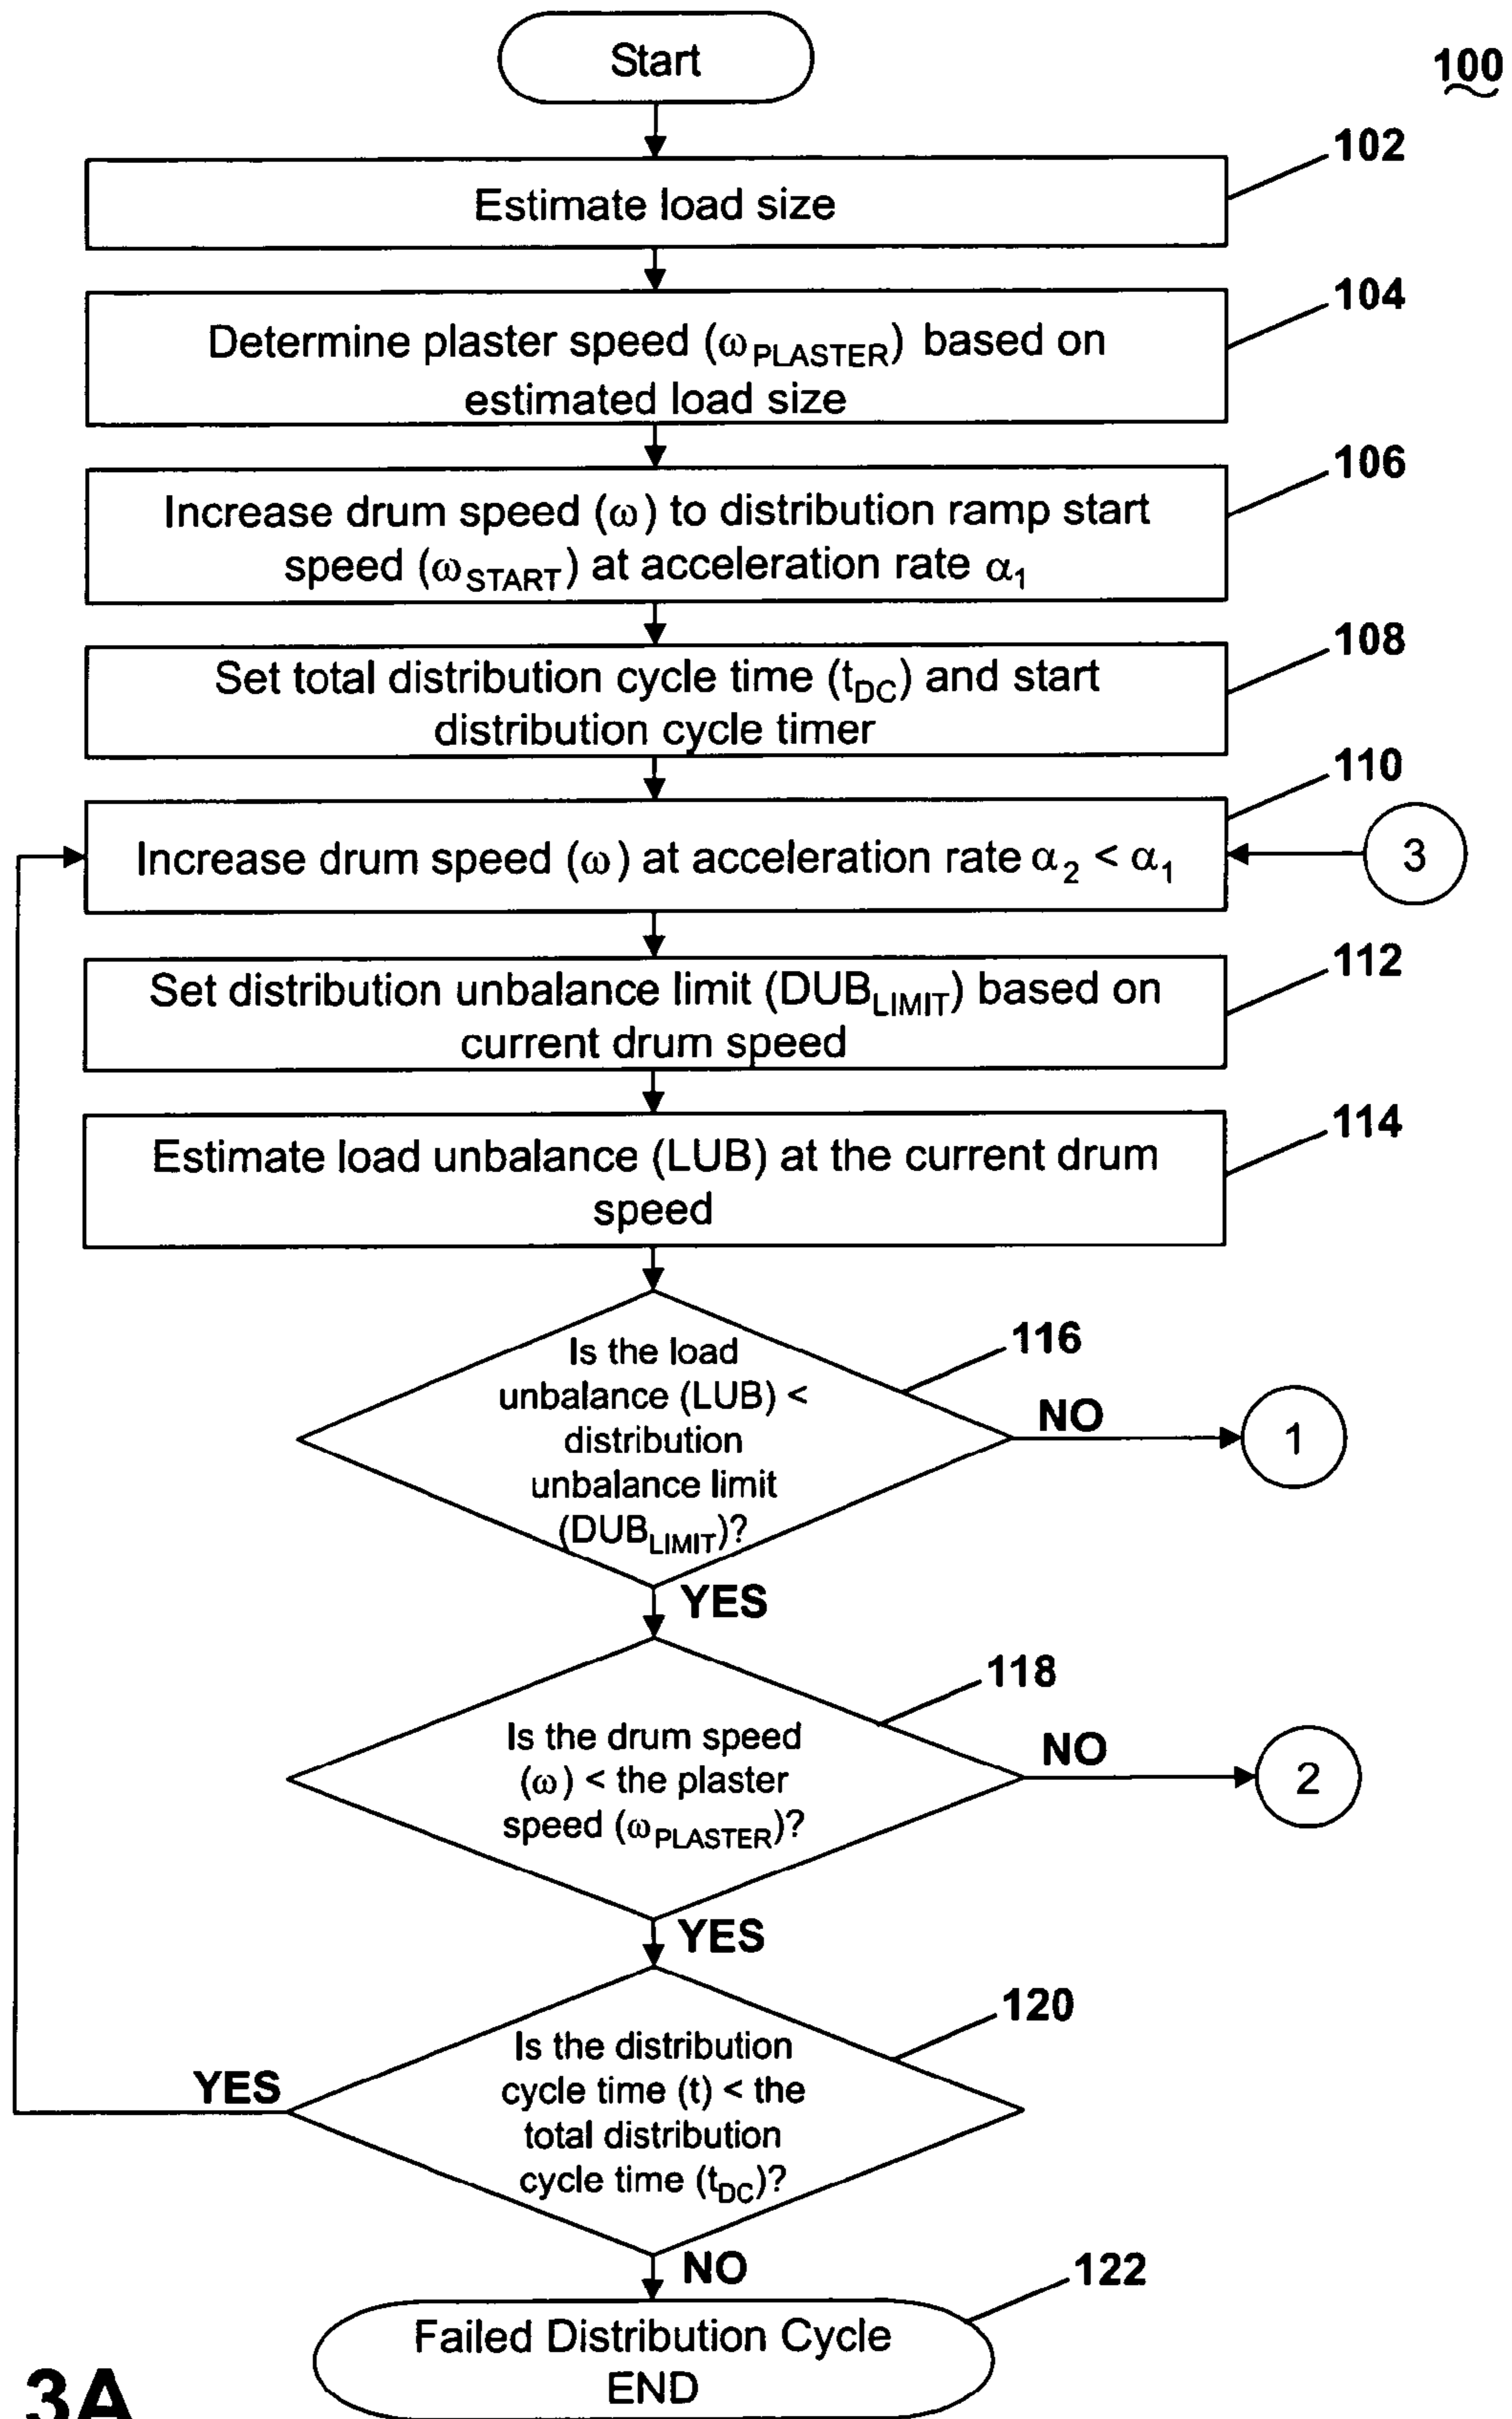 Start
100
102
Estimate load size
104
Determine plaster speed (ωPLASTER) based on
estimated load size
106
Increase drum speed (ω) to distribution ramp start
speed (ωSTART) at acceleration rate α1
108
Set total distribution cycle time (tDC) and start
distribution cycle timer
110
Increase drum speed (ω) at acceleration rate α2 < α1
3
112
Set distribution unbalance limit (DUBLIMIT) based on
current drum speed
114
Estimate load unbalance (LUB) at the current drum
speed
116
Is the load
unbalance (LUB) <
distribution
unbalance limit
(DUBLIMIT)?
NO
1
YES
118
Is the drum speed
(ω) < the plaster
speed (ωPLASTER)?
NO
2
YES
120
Is the distribution
cycle time (t) < the
total distribution
cycle time (tDC)?
YES
NO
122
Failed Distribution Cycle
END
3A